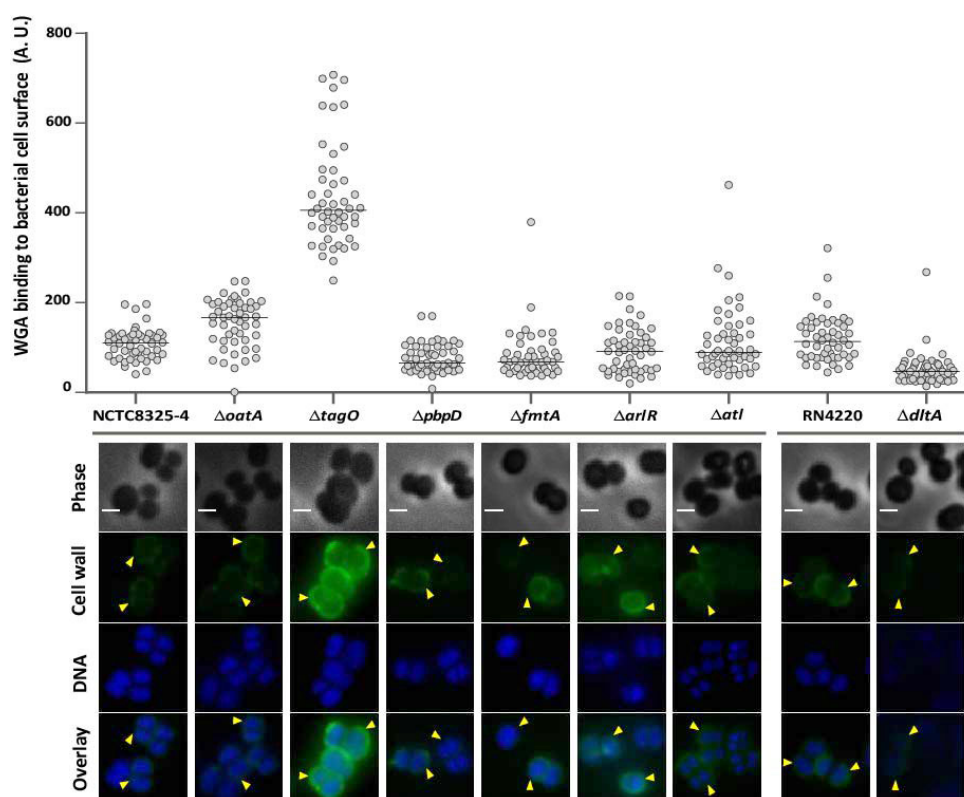 WGA binding to bacterial cell surface (A. U.)
800
600
400
200
0
NCTC8325-4 ΔoatA ΔtagO ΔpbpD ΔfmtA ΔarlR Δatl RN4220 ΔdltA
Phase
Cell wall
DNA
Overlay